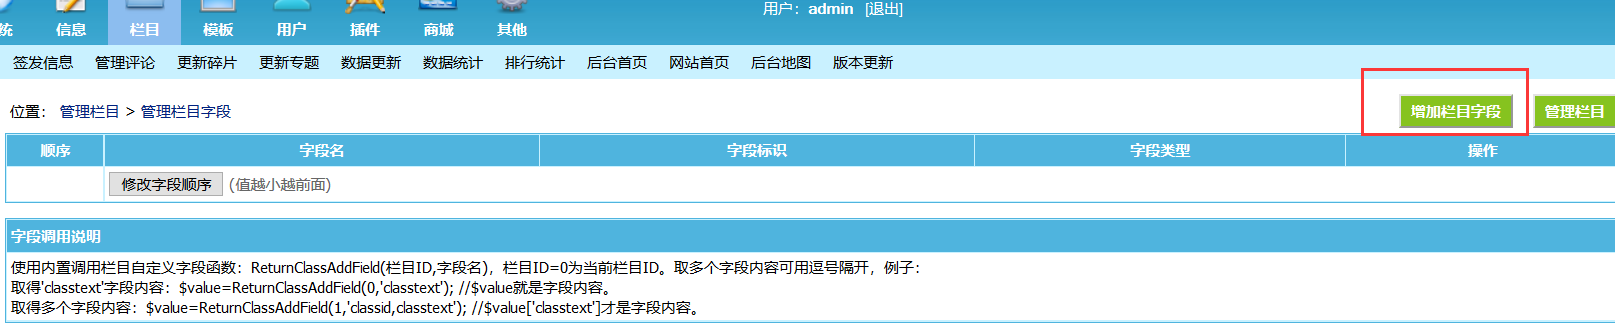 用户：admin [退出]
统 信息 栏目 模板 用户 插件 商城 其他
签发信息 管理评论 更新碎片 更新专题 数据更新 数据统计 排行统计 后台首页 网站首页 后台地图 版本更新
位置： 管理栏目 > 管理栏目字段 增加栏目字段 管理栏目
顺序 字段名 字段标识 字段类型 操作
修改字段顺序 (值越小越前面)
字段调用说明
使用内置调用栏目自定义字段函数：ReturnClassAddField(栏目ID,字段名)，栏目ID=0为当前栏目ID。取多个字段内容可用逗号隔开，例子：
取得'classtext'字段内容：$value=ReturnClassAddField(0,'classtext'); //$value就是字段内容。
取得多个字段内容：$value=ReturnClassAddField(1,'classid,classtext'); //$value['classtext']才是字段内容。